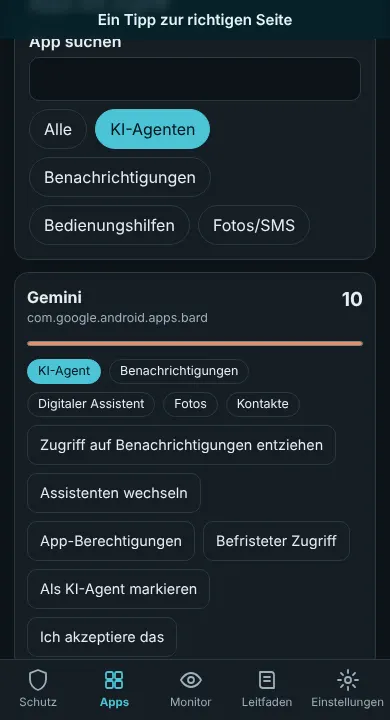 Ein Tipp zur richtigen Seite
App suchen
Alle
KI-Agenten
Benachrichtigungen
Bedienungshilfen
Fotos/SMS
Gemini
10
com.google.android.apps.bard
KI-Agent
Benachrichtigungen
Digitaler Assistent
Fotos
Kontakte
Zugriff auf Benachrichtigungen entziehen
Assistenten wechseln
App-Berechtigungen
Befristeter Zugriff
Als KI-Agent markieren
Ich akzeptiere das
Schutz
Apps
Monitor
Leitfaden
Einstellungen